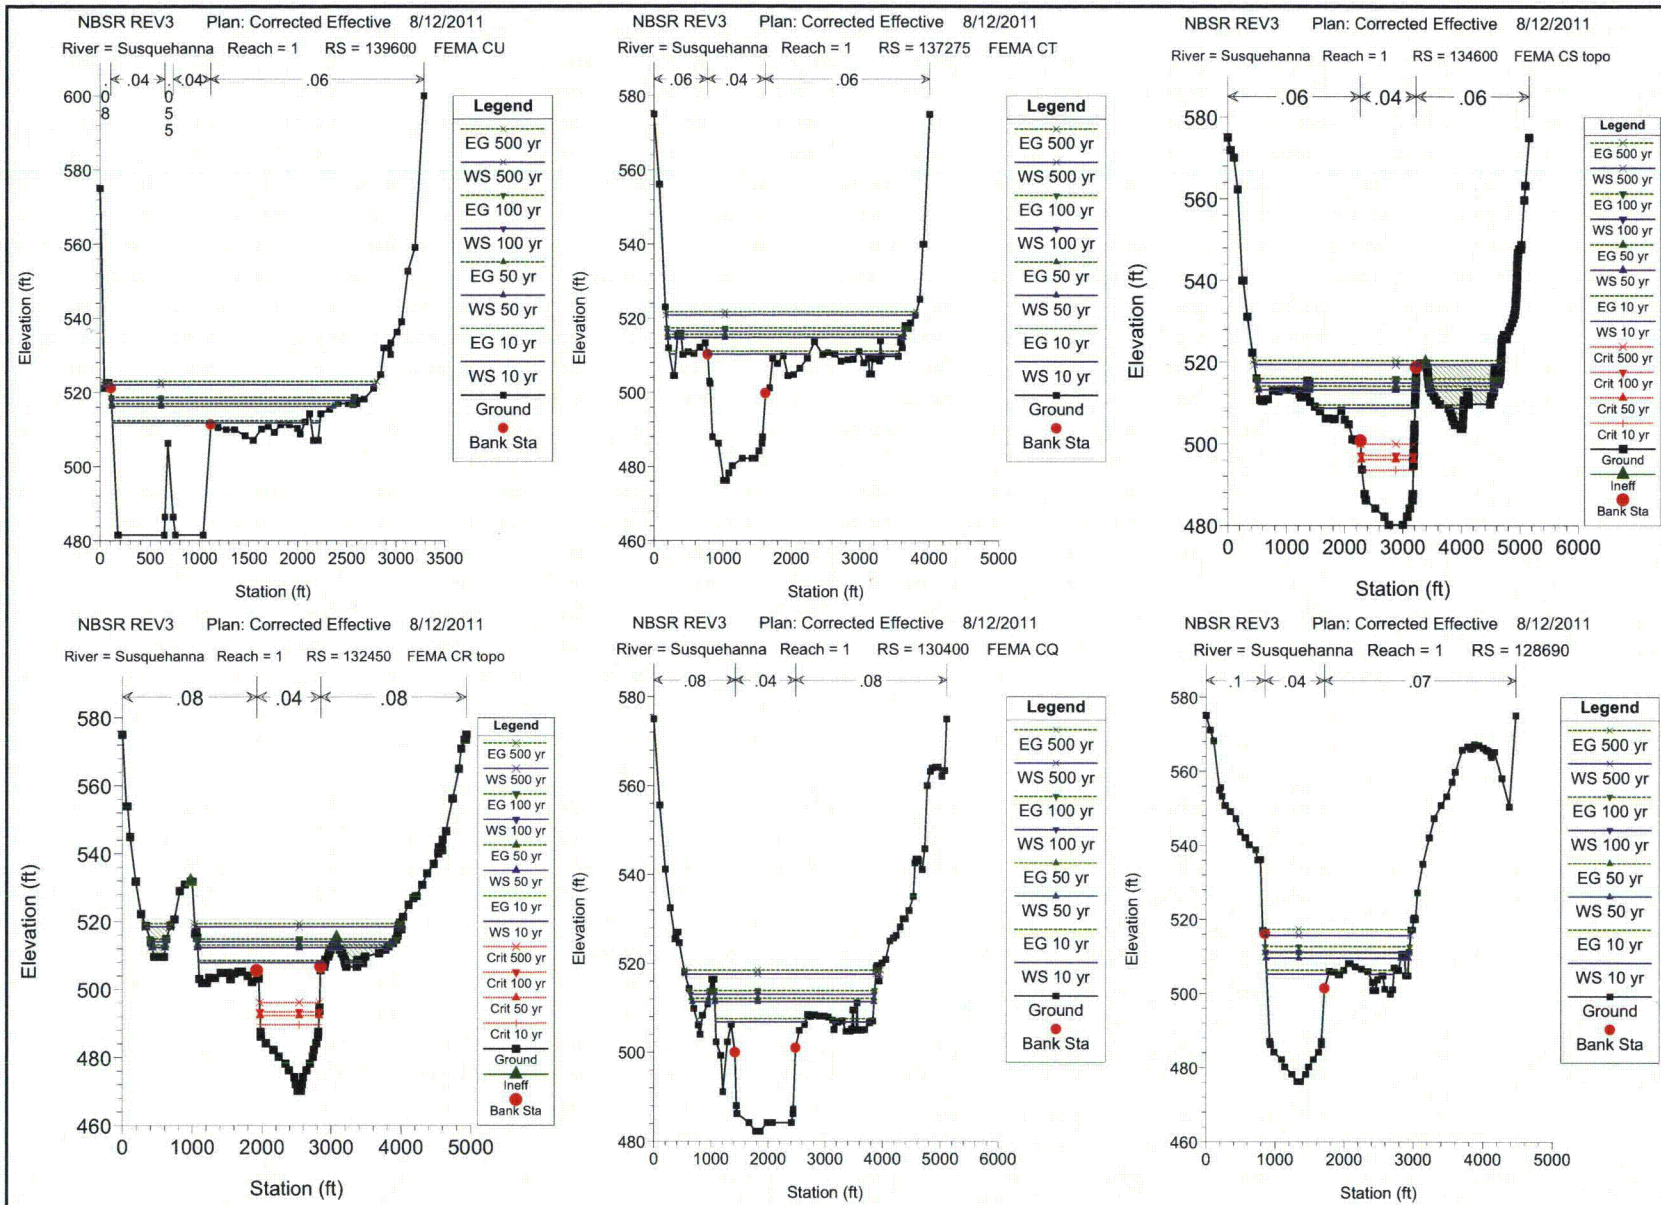 NBSR REV3 Plan: Corrected Effective 8/12/2011
River = Susquehanna Reach = 1 RS = 139600 FEMA CU
.08 .04 .055 .04 .06
Legend
EG 500 yr
WS 500 yr
EG 100 yr
WS 100 yr
EG 50 yr
WS 50 yr
EG 10 yr
WS 10 yr
Ground
Bank Sta
Elevation (ft)
600
580
560
540
520
500
480
0 500 1000 1500 2000 2500 3000 3500
Station (ft)
NBSR REV3 Plan: Corrected Effective 8/12/2011
River = Susquehanna Reach = 1 RS = 137275 FEMA CT
.06 .04 .06
Legend
EG 500 yr
WS 500 yr
EG 100 yr
WS 100 yr
EG 50 yr
WS 50 yr
EG 10 yr
WS 10 yr
Ground
Bank Sta
Elevation (ft)
580
560
540
520
500
480
460
0 1000 2000 3000 4000 5000
Station (ft)
NBSR REV3 Plan: Corrected Effective 8/12/2011
River = Susquehanna Reach = 1 RS = 134600 FEMA CS topo
.06 .04 .06
Legend
EG 500 yr
WS 500 yr
EG 100 yr
WS 100 yr
EG 50 yr
WS 50 yr
EG 10 yr
WS 10 yr
Crit 500 yr
Crit 100 yr
Crit 50 yr
Crit 10 yr
Ground
Ineff
Bank Sta
Elevation (ft)
580
560
540
520
500
480
0 1000 2000 3000 4000 5000 6000
Station (ft)
NBSR REV3 Plan: Corrected Effective 8/12/2011
River = Susquehanna Reach = 1 RS = 132450 FEMA CR topo
.08 .04 .08
Legend
EG 500 yr
WS 500 yr
EG 100 yr
WS 100 yr
EG 50 yr
WS 50 yr
EG 10 yr
WS 10 yr
Crit 500 yr
Crit 100 yr
Crit 50 yr
Crit 10 yr
Ground
Ineff
Bank Sta
Elevation (ft)
580
560
540
520
500
480
460
0 1000 2000 3000 4000 5000
Station (ft)
NBSR REV3 Plan: Corrected Effective 8/12/2011
River = Susquehanna Reach = 1 RS = 130400 FEMA CQ
.08 .04 .08
Legend
EG 500 yr
WS 500 yr
EG 100 yr
WS 100 yr
EG 50 yr
WS 50 yr
EG 10 yr
WS 10 yr
Ground
Bank Sta
Elevation (ft)
580
560
540
520
500
480
0 1000 2000 3000 4000 5000 6000
Station (ft)
NBSR REV3 Plan: Corrected Effective 8/12/2011
River = Susquehanna Reach = 1 RS = 128690
.1 .04 .07
Legend
EG 500 yr
WS 500 yr
EG 100 yr
WS 100 yr
EG 50 yr
WS 50 yr
EG 10 yr
WS 10 yr
Ground
Bank Sta
Elevation (ft)
580
560
540
520
500
480
460
0 1000 2000 3000 4000 5000
Station (ft)